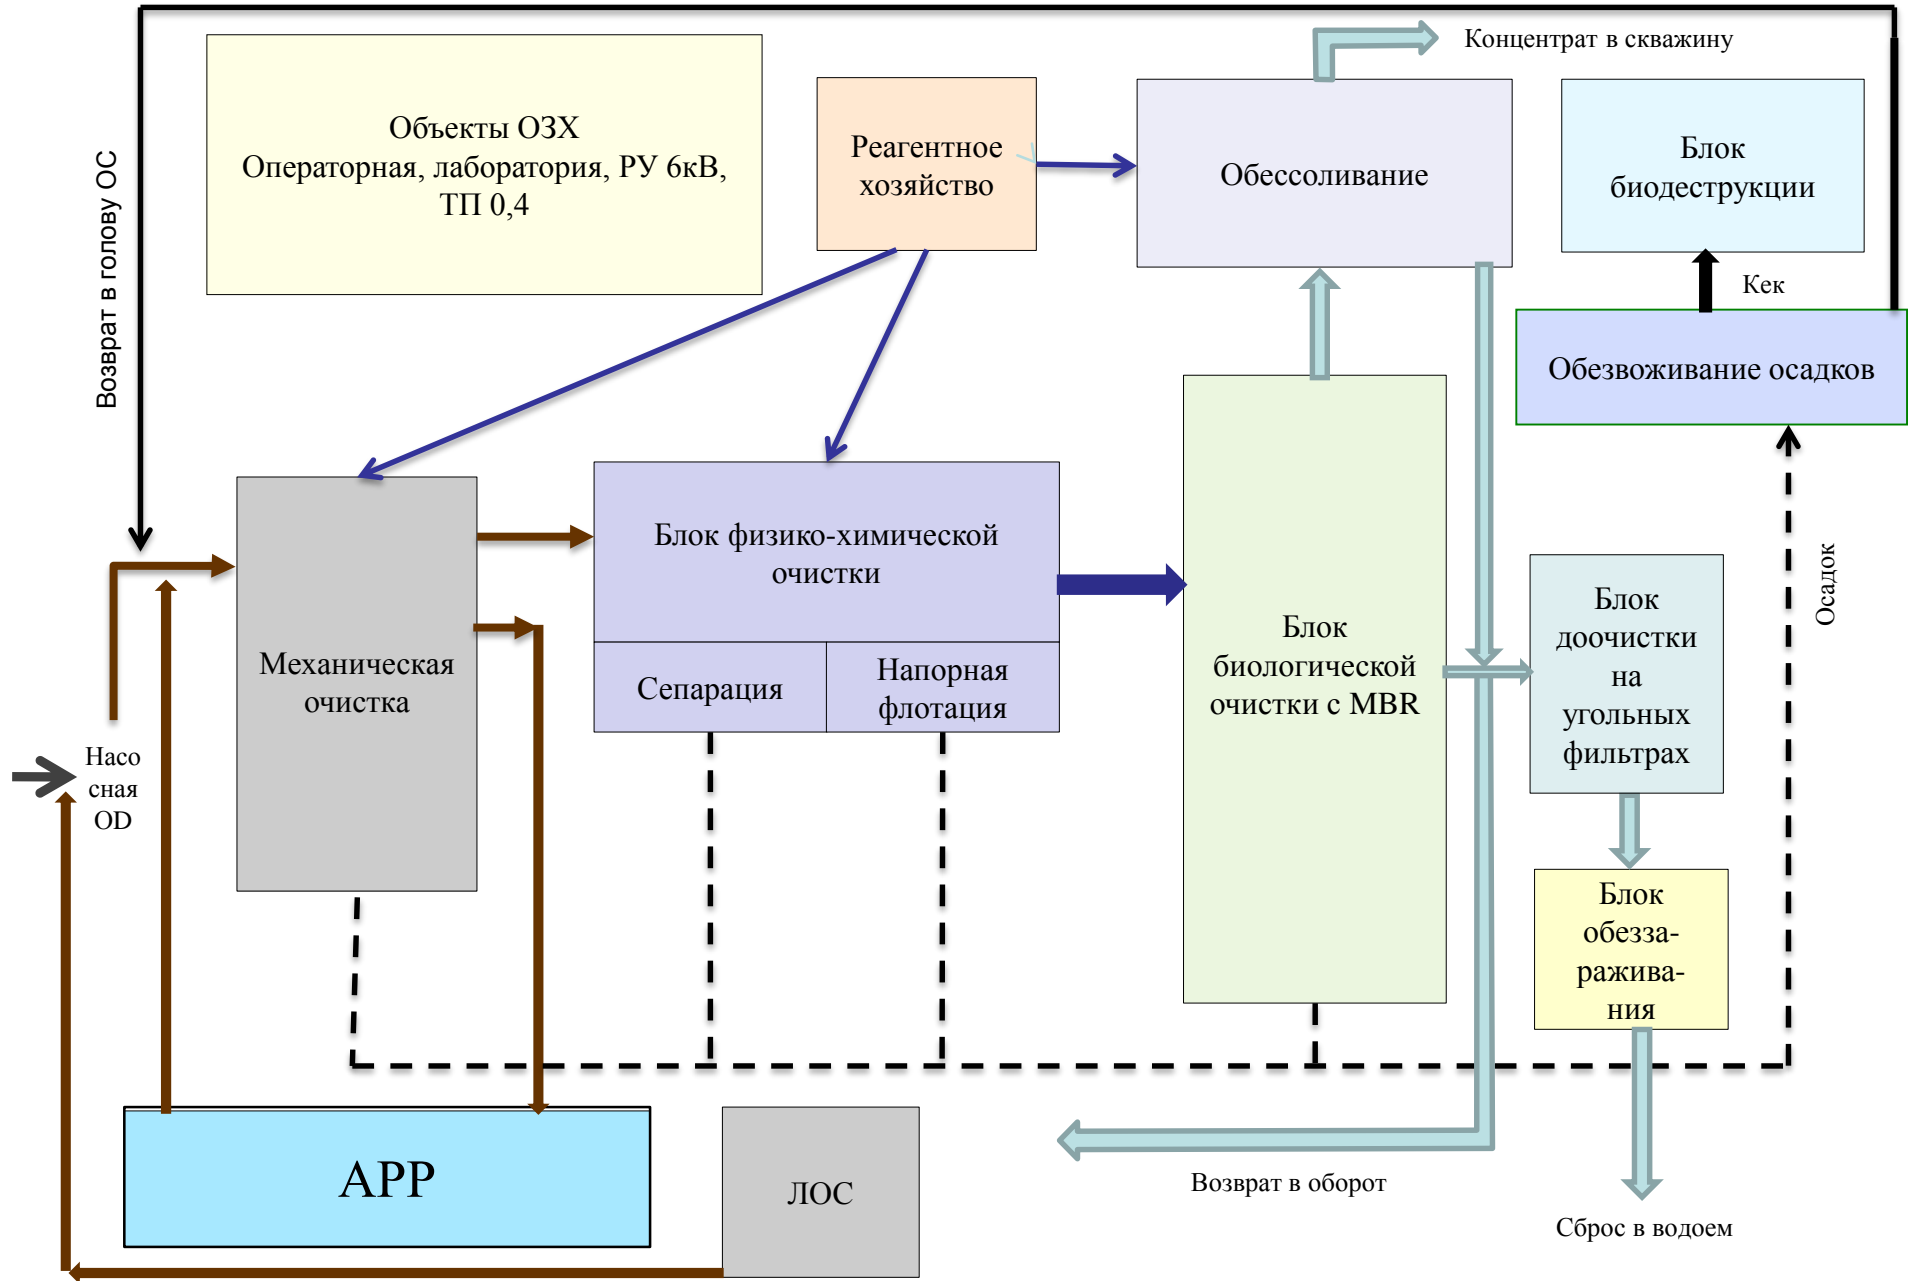 Концентрат в скважину
Объекты ОЗХ
Операторная, лаборатория, РУ 6кВ,
ТП 0,4
Реагентное
хозяйство
Обессоливание
Блок
биодеструкции
Возврат в голову ОС
Кек
Обезвоживание осадков
Блок физико-химической
очистки
Сепарация
Напорная
флотация
Механическая
очистка
Блок
биологической
очистки с MBR
Блок
доочистки
на
угольных
фильтрах
Осадок
Насо
сная
OD
Блок
обезза-
ражива-
ния
АРР
ЛОС
Возврат в оборот
Сброс в водоем